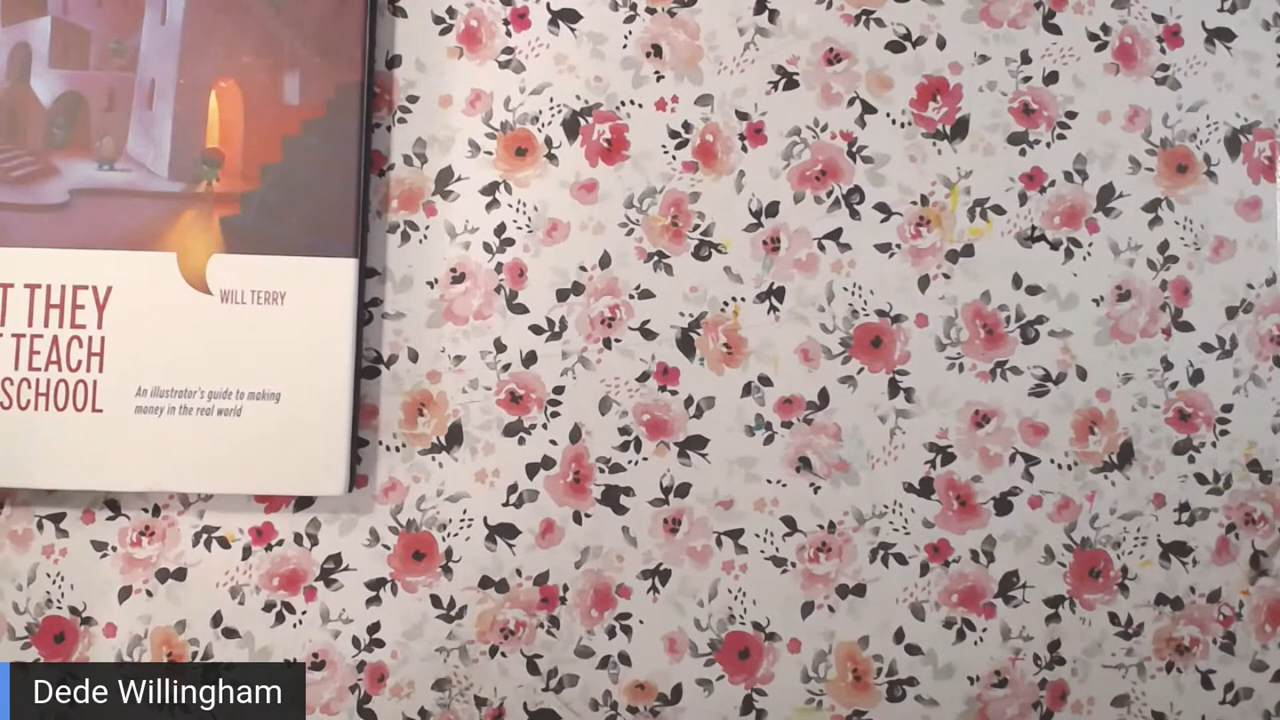 T THEY
T TEACH
SCHOOL
WILL TERRY
An illustrator's guide to making
money in the real world
Dede Willingham